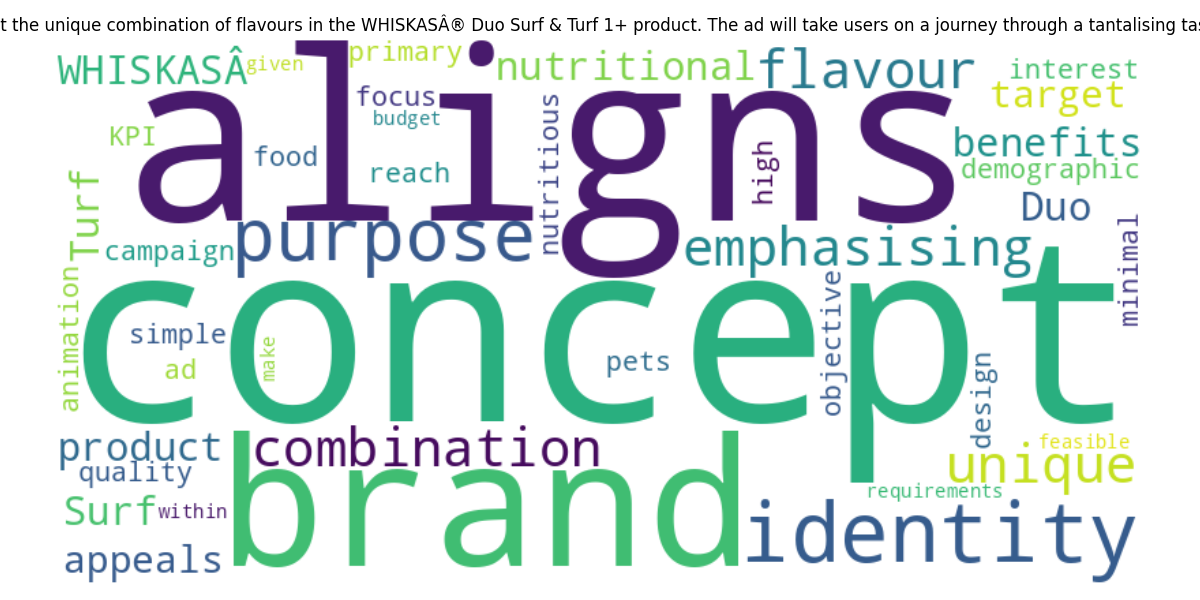 t the unique combination of flavours in the WHISKASÂ® Duo Surf & Turf 1+ product. The ad will take users on a journey through a tantalising ta
WHISKASÂ
given
primary
nutritional
flavour
interest
target
aligns
focus
budget
KPI
food
reach
nutritious
high
benefits
demographic
Turf
Duo
campaign
purpose
emphasising
minimal
animation
concept
simple
ad
make
pets
objective
design
product
quality
combination
feasible
unique
requirements
Surf
within
brand
identity
appeals